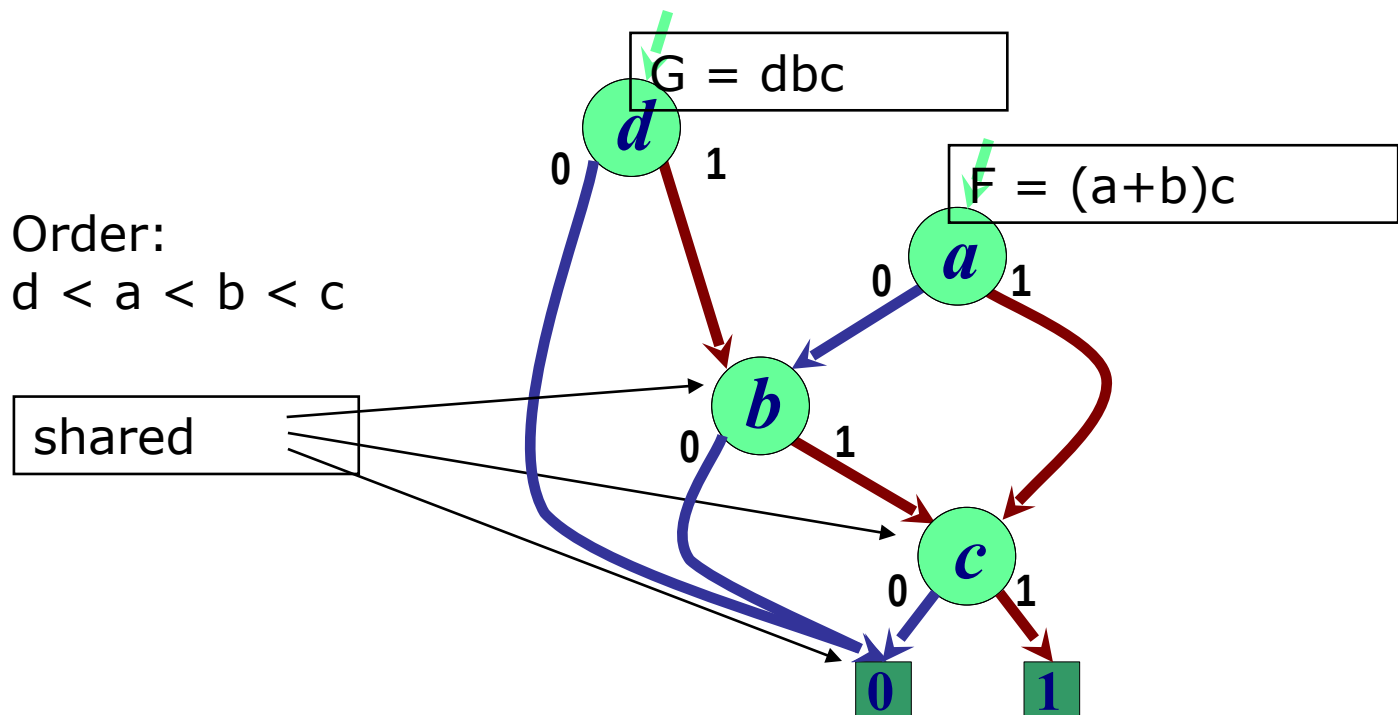 G = dbc
d
0 1
F = (a+b)c
Order:
d < a < b < c
a
0 1
shared
b
0 1
c
0 1
0 1